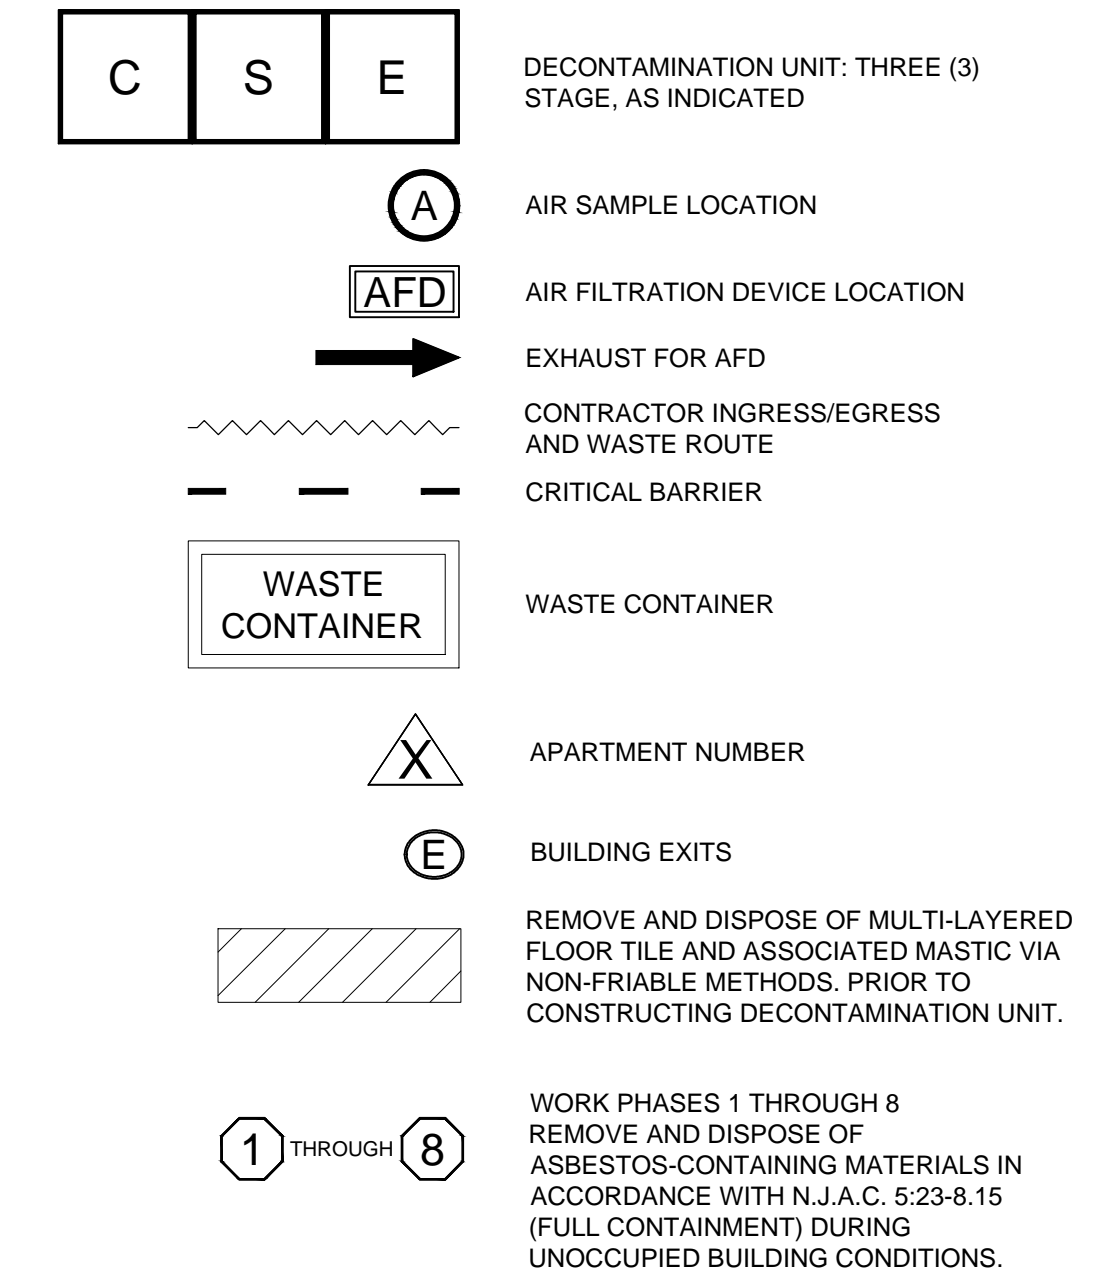 C S E
DECONTAMINATION UNIT: THREE (3)
STAGE, AS INDICATED
A
AIR SAMPLE LOCATION
AFD
AIR FILTRATION DEVICE LOCATION
EXHAUST FOR AFD
CONTRACTOR INGRESS/EGRESS
AND WASTE ROUTE
CRITICAL BARRIER
WASTE
CONTAINER
WASTE CONTAINER
X
APARTMENT NUMBER
E
BUILDING EXITS
REMOVE AND DISPOSE OF MULTI-LAYERED
FLOOR TILE AND ASSOCIATED MASTIC VIA
NON-FRIABLE METHODS. PRIOR TO
CONSTRUCTING DECONTAMINATION UNIT.
1 THROUGH 8
WORK PHASES 1 THROUGH 8
REMOVE AND DISPOSE OF
ASBESTOS-CONTAINING MATERIALS IN
ACCORDANCE WITH N.J.A.C. 5:23-8.15
(FULL CONTAINMENT) DURING
UNOCCUPIED BUILDING CONDITIONS.